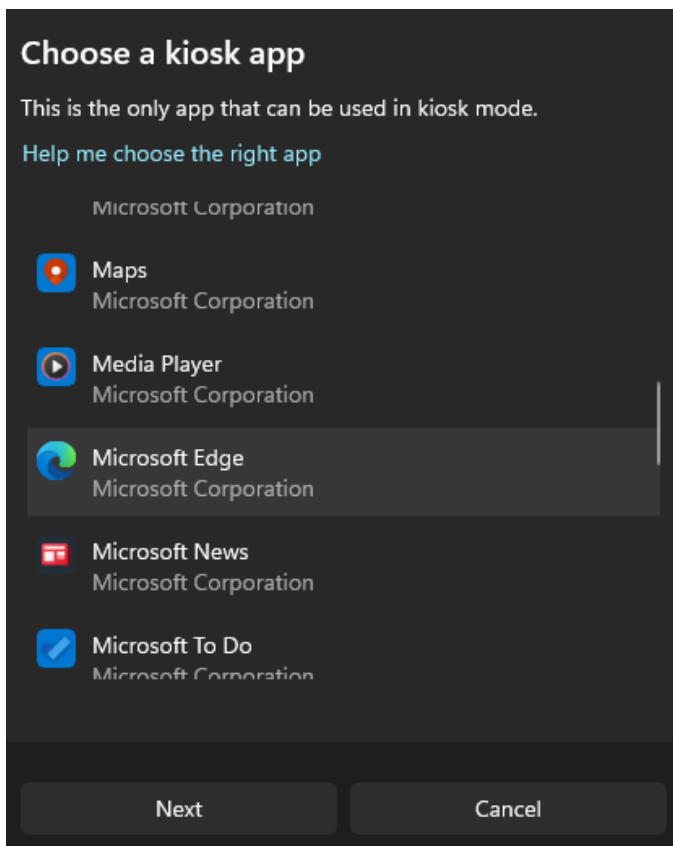 Choose a kiosk app
This is the only app that can be used in kiosk mode.
Help me choose the right app
Microsoft Corporation
Maps
Microsoft Corporation
Media Player
Microsoft Corporation
Microsoft Edge
Microsoft Corporation
Microsoft News
Microsoft Corporation
Microsoft To Do
Microsoft Corporation
Next
Cancel